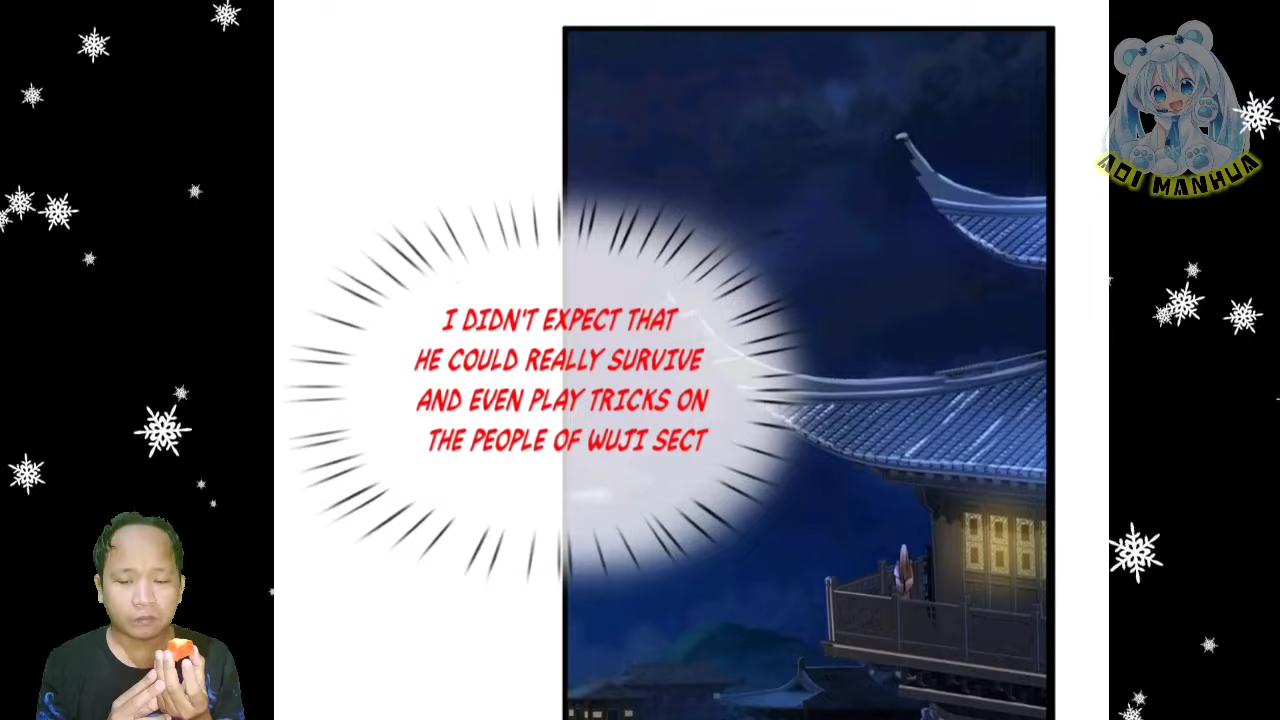 I DIDN'T EXPECT THAT
HE COULD REALLY SURVIVE
AND EVEN PLAY TRICKS ON
THE PEOPLE OF WUJI SECT
AOI MANHUA